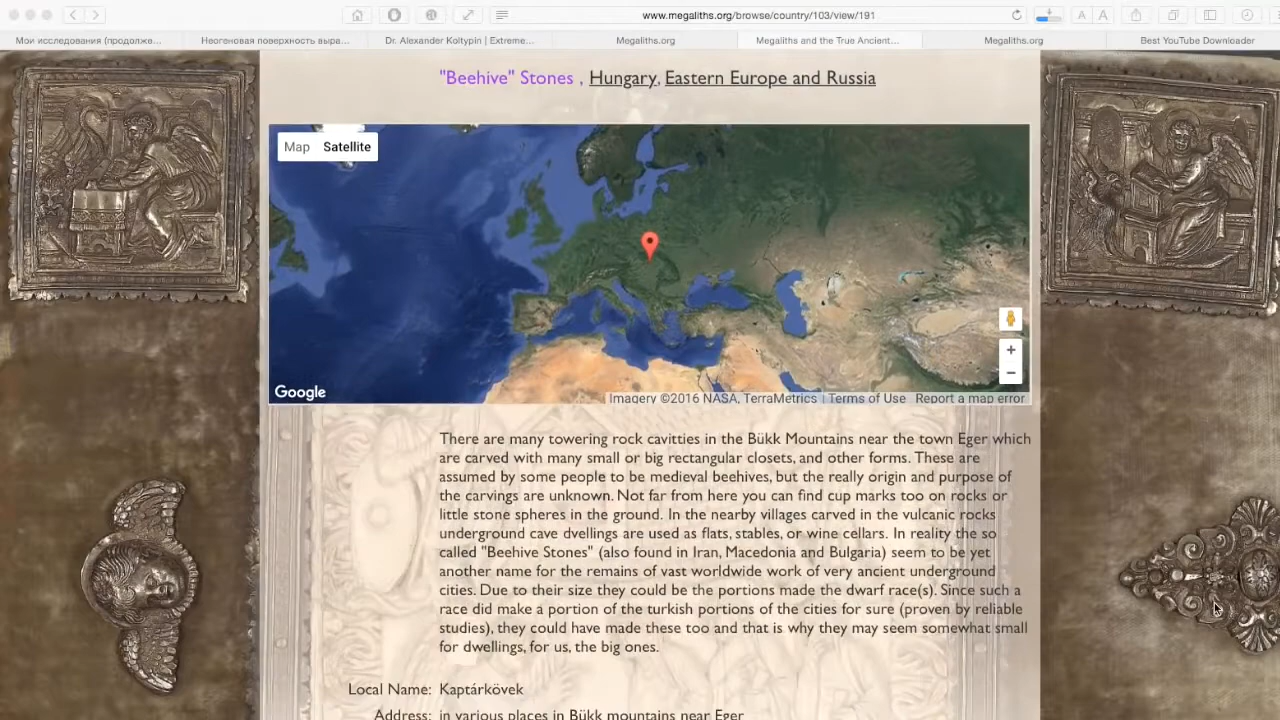 www.megaliths.org/browse/country/103/view/191
A A
Мои исследования (продолже...
Неогеновая поверхность выра...
Dr. Alexander Koltypin | Extreme...
Megaliths.org
Megaliths and the True Ancient...
Megaliths.org
Best YouTube Downloader
"Beehive" Stones , Hungary, Eastern Europe and Russia
Map Satellite
+
−
Google
Imagery ©2016 NASA, TerraMetrics | Terms of Use Report a map error
There are many towering rock cavitties in the Bükk Mountains near the town Eger which
are carved with many small or big rectangular closets, and other forms. These are
assumed by some people to be medieval beehives, but the really origin and purpose of
the carvings are unknown. Not far from here you can find cup marks too on rocks or
little stone spheres in the ground. In the nearby villages carved in the vulcanic rocks
underground cave dwellings are used as flats, stables, or wine cellars. In reality the so
called "Beehive Stones" (also found in Iran, Macedonia and Bulgaria) seem to be yet
another name for the remains of vast worldwide work of very ancient underground
cities. Due to their size they could be the portions made the dwarf race(s). Since such a
race did make a portion of the turkish portions of the cities for sure (proven by reliable
studies), they could have made these too and that is why they may seem somewhat small
for dwellings, for us, the big ones.
Local Name: Kaptárkövek
Address: in various places in Bükk mountains near Eger